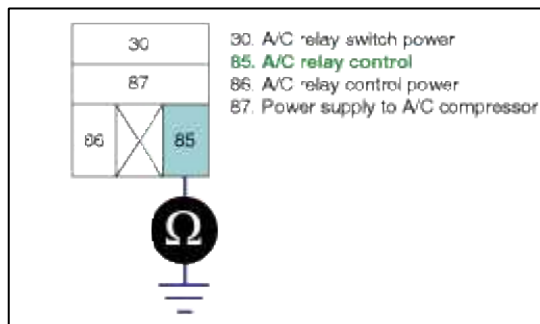 30
87
86
85
30. A/C relay switch power
85. A/C relay control
86. A/C relay control power
87. Power supply to A/C compressor
Ω